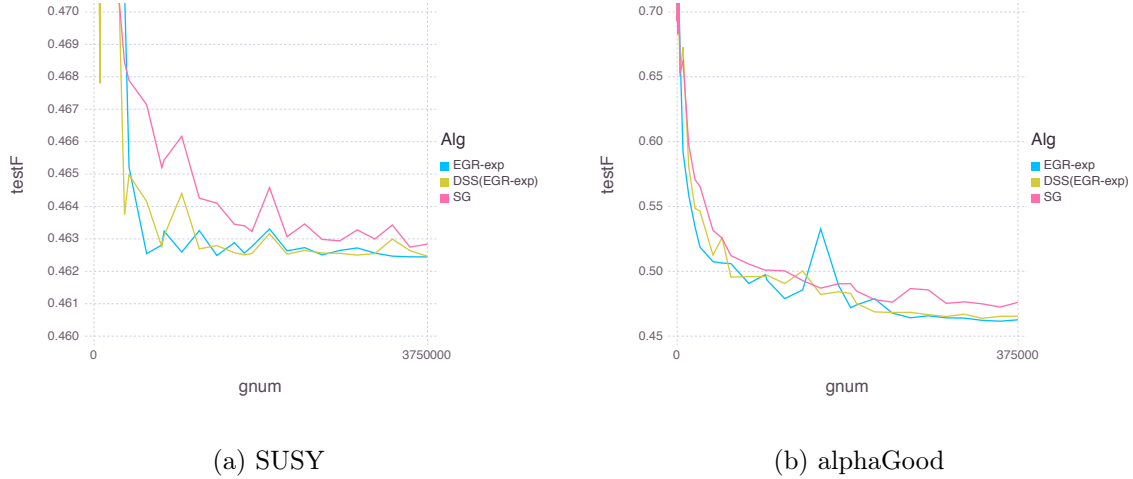 0.470
0.469
0.468
0.467
0.466
0.465
0.464
0.463
0.462
0.461
0.460
testF
0
3750000
gnum
Alg
EGR-exp
DSS(EGR-exp)
SG
(a) SUSY
0.70
0.65
0.60
0.55
0.50
0.45
testF
0
375000
gnum
Alg
EGR-exp
DSS(EGR-exp)
SG
(b) alphaGood